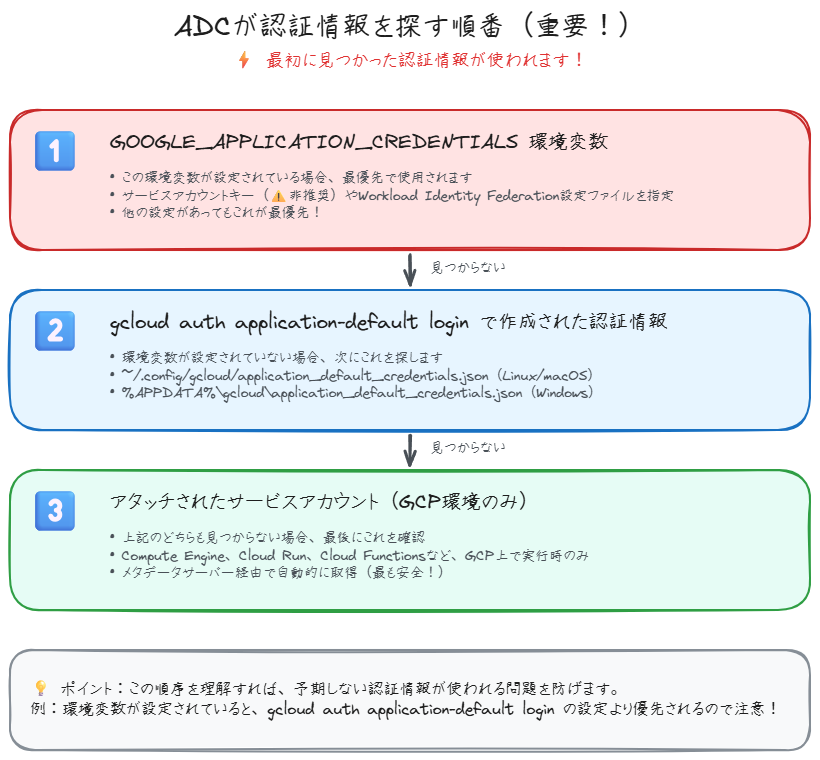 ADCが認証情報を探す順番（重要！）
⚡ 最初に見つかった認証情報が使われます！
1 GOOGLE_APPLICATION_CREDENTIALS 環境変数
• この環境変数が設定されている場合、最優先で使用されます
• サービスアカウントキー（⚠️非推奨）やWorkload Identity Federation設定ファイルを指定
• 他の設定があってもこれが最優先！
見つからない
2 gcloud auth application-default login で作成された認証情報
• 環境変数が設定されていない場合、次にこれを探します
• ~/.config/gcloud/application_default_credentials.json（Linux/macOS）
• %APPDATA%\gcloud\application_default_credentials.json（Windows）
見つからない
3 アタッチされたサービスアカウント（GCP環境のみ）
• 上記のどちらも見つからない場合、最後にこれを確認
• Compute Engine、Cloud Run、Cloud Functionsなど、GCP上で実行時のみ
• メタデータサーバー経由で自動的に取得（最も安全！）
💡 ポイント：この順序を理解すれば、予期しない認証情報が使われる問題を防げます。
例：環境変数が設定されていると、gcloud auth application-default login の設定より優先されるので注意！